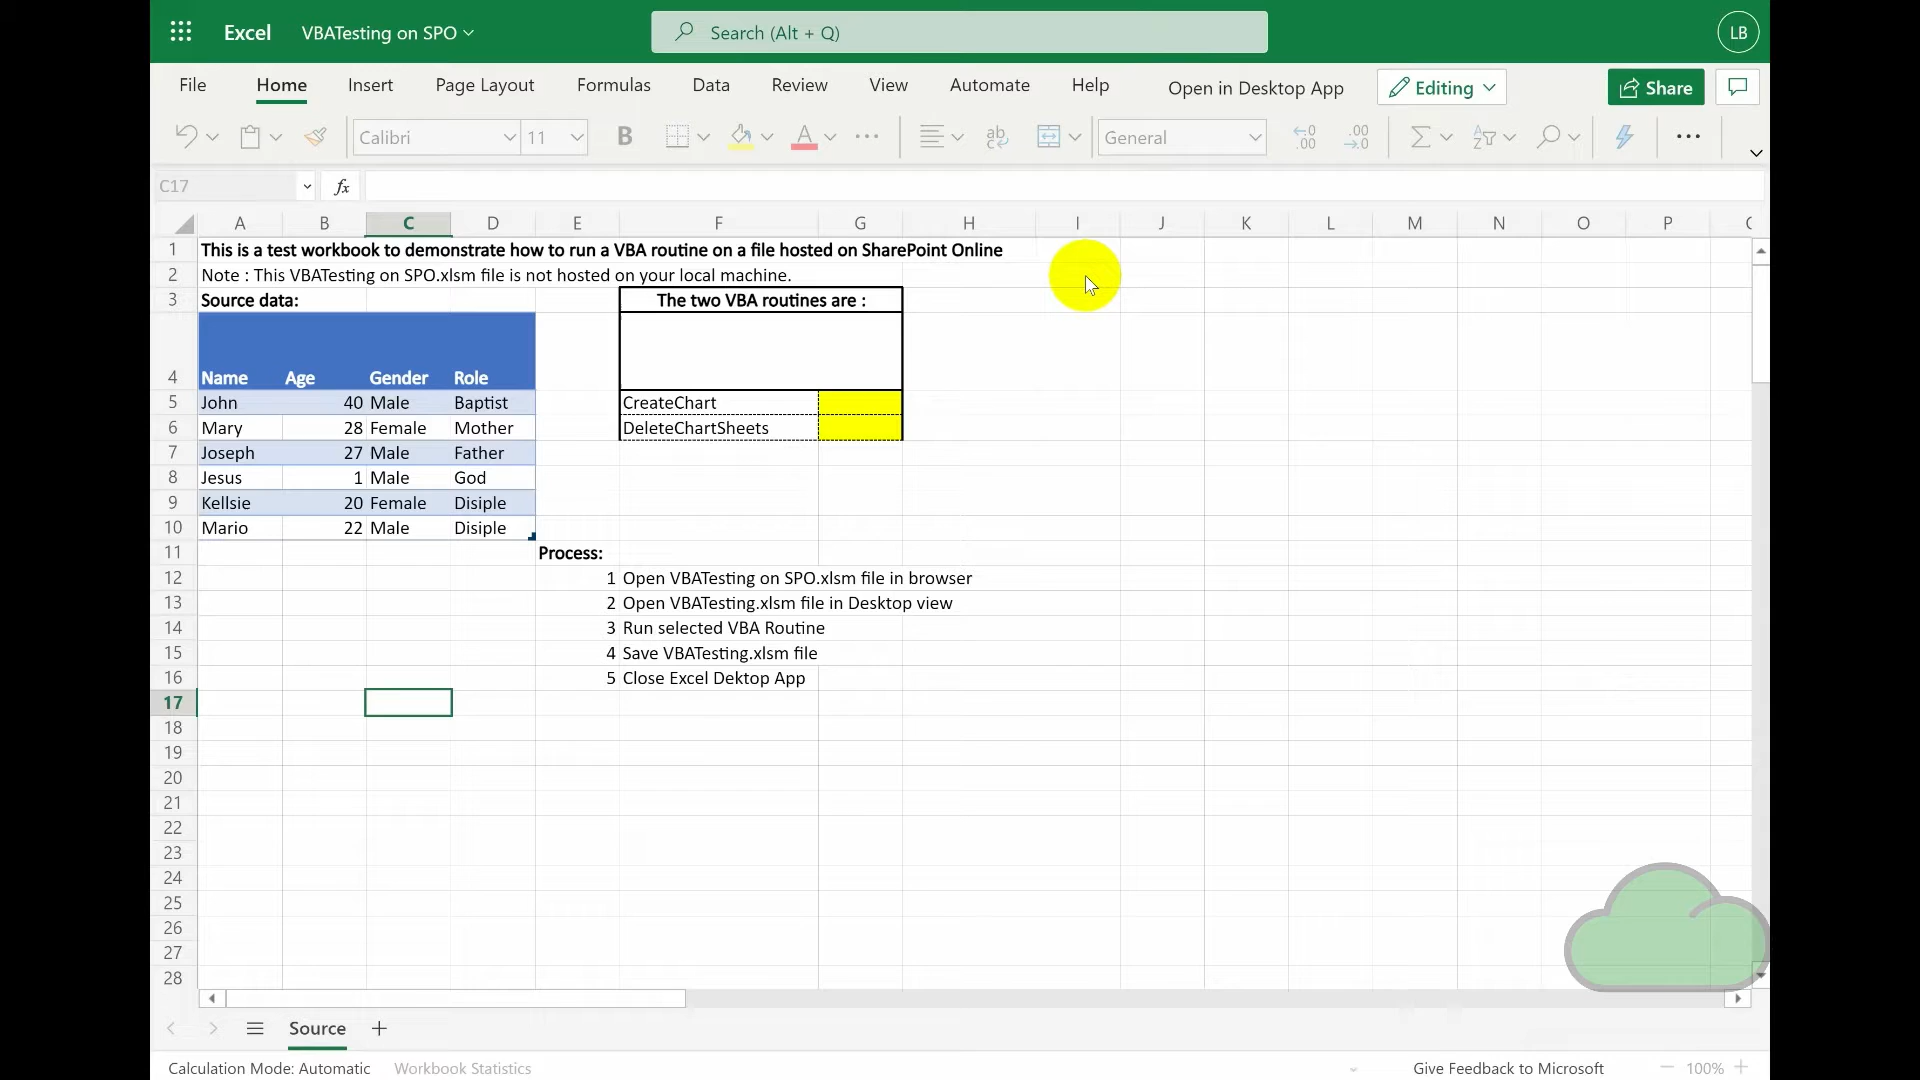 Excel VBATesting on SPO Search (Alt + Q) LB
File Home Insert Page Layout Formulas Data Review View Automate Help Open in Desktop App Editing Share
Calibri 11 B A ab c General .00 .00 →.0 A Z
C17 fx
A B C D E F G H I J K L M N O P
1 This is a test workbook to demonstrate how to run a VBA routine on a file hosted on SharePoint Online
2 Note : This VBATesting on SPO.xlsm file is not hosted on your local machine.
3 Source data: The two VBA routines are :
4 Name Age Gender Role
5 John 40 Male Baptist CreateChart
6 Mary 28 Female Mother DeleteChartSheets
7 Joseph 27 Male Father
8 Jesus 1 Male God
9 Kellsie 20 Female Disiple
10 Mario 22 Male Disiple
11 Process:
12 1 Open VBATesting on SPO.xlsm file in browser
13 2 Open VBATesting.xlsm file in Desktop view
14 3 Run selected VBA Routine
15 4 Save VBATesting.xlsm file
16 5 Close Excel Dektop App
17
18
19
20
21
22
23
24
25
26
27
28
Source
Calculation Mode: Automatic Workbook Statistics Give Feedback to Microsoft 100%